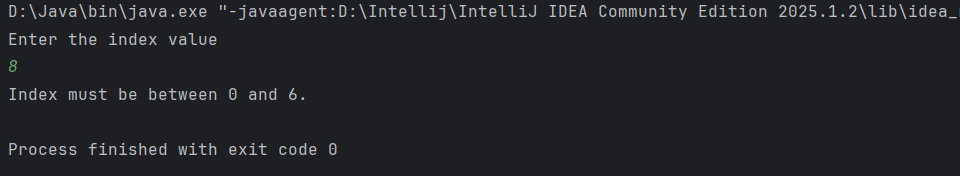 D:\Java\bin\java.exe "-javaagent:D:\Intellij\IntelliJ IDEA Community Edition 2025.1.2\lib\idea_
Enter the index value
8
Index must be between 0 and 6.
Process finished with exit code 0